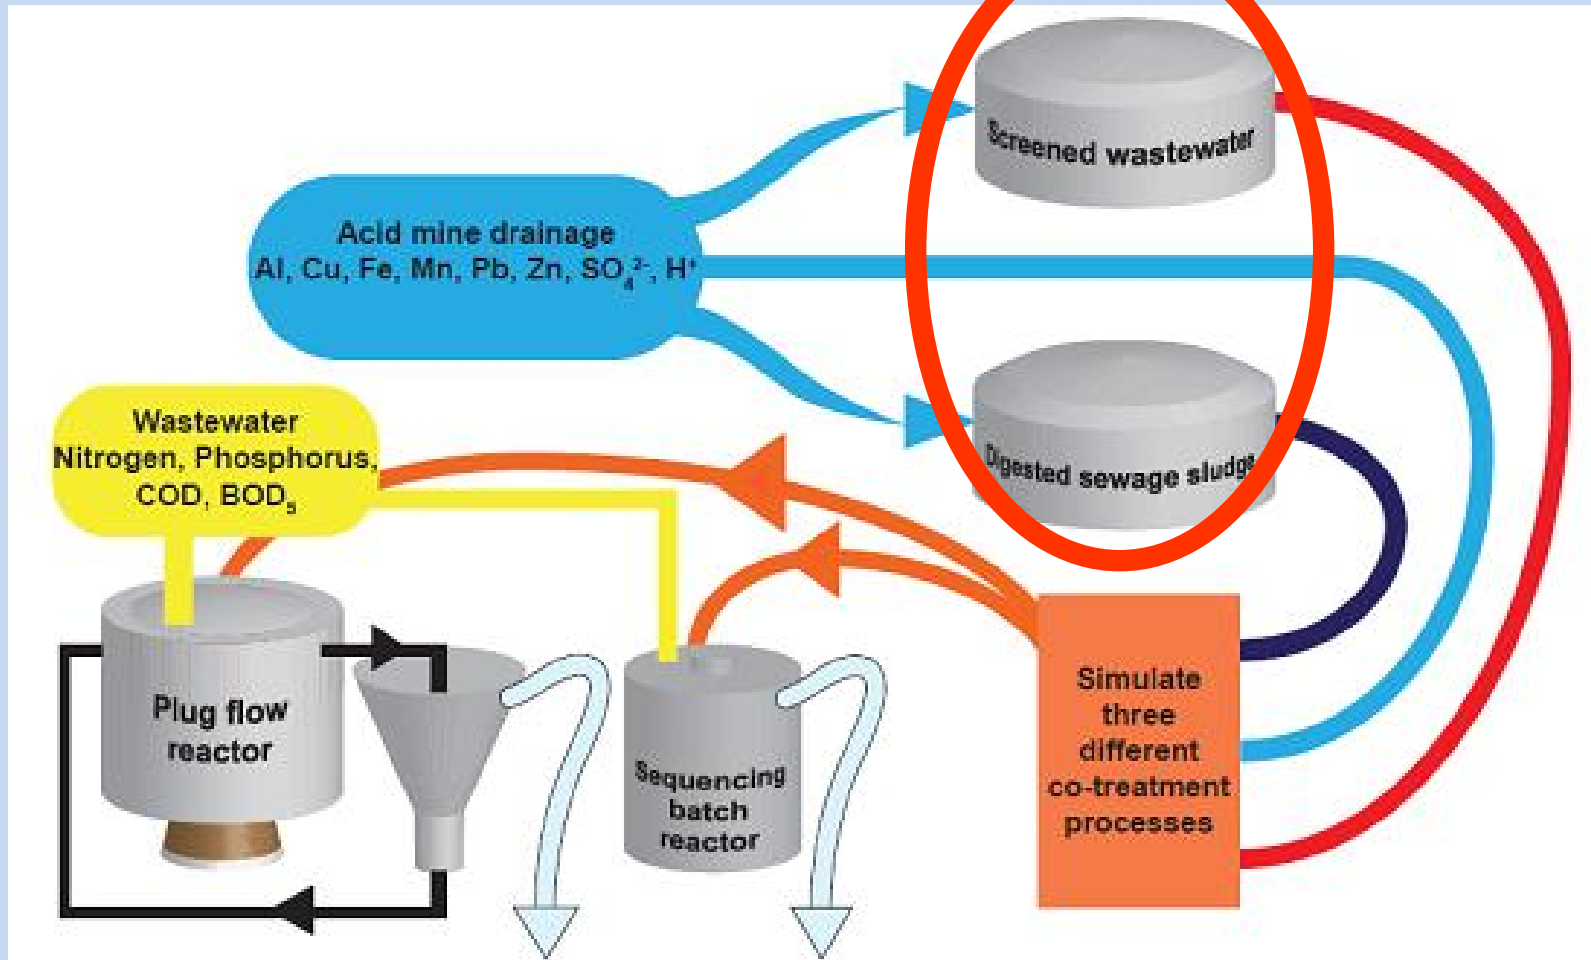 Screened wastewater
Acid mine drainage
Al, Cu, Fe, Mn, Pb, Zn, SO₄²⁻, H⁺
Digested sewage sludge
Wastewater
Nitrogen, Phosphorus,
COD, BOD₅
Plug flow
reactor
Sequencing
batch
reactor
Simulate
three
different
co-treatment
processes